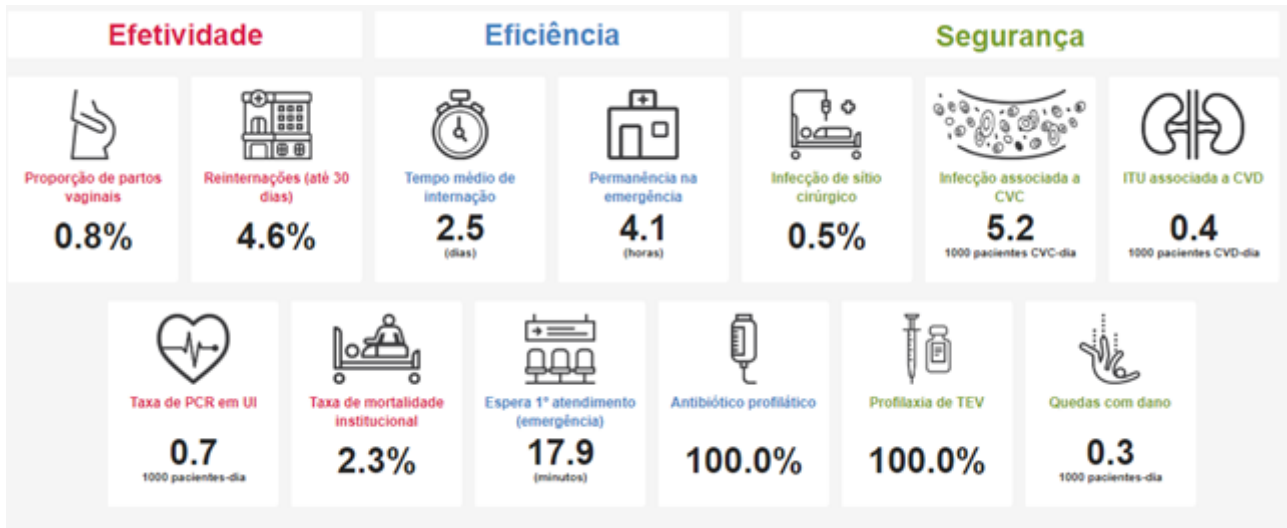 Efetividade
Eficiência
Segurança
Proporção de partos
vaginais
0.8%
Reinternações (até 30
dias)
4.6%
Tempo médio de
internação
2.5
(dias)
Permanência na
emergência
4.1
(horas)
Infecção de sítio
cirúrgico
0.5%
Infecção associada a
CVC
5.2
1000 pacientes CVC-dia
ITU associada a CVD
0.4
1000 pacientes CVD-dia
Taxa de PCR em UI
0.7
1000 pacientes-dia
Taxa de mortalidade
institucional
2.3%
Espera 1º atendimento
(emergência)
17.9
(minutos)
Antibiótico profilático
100.0%
Profilaxia de TEV
100.0%
Quedas com dano
0.3
1000 pacientes-dia